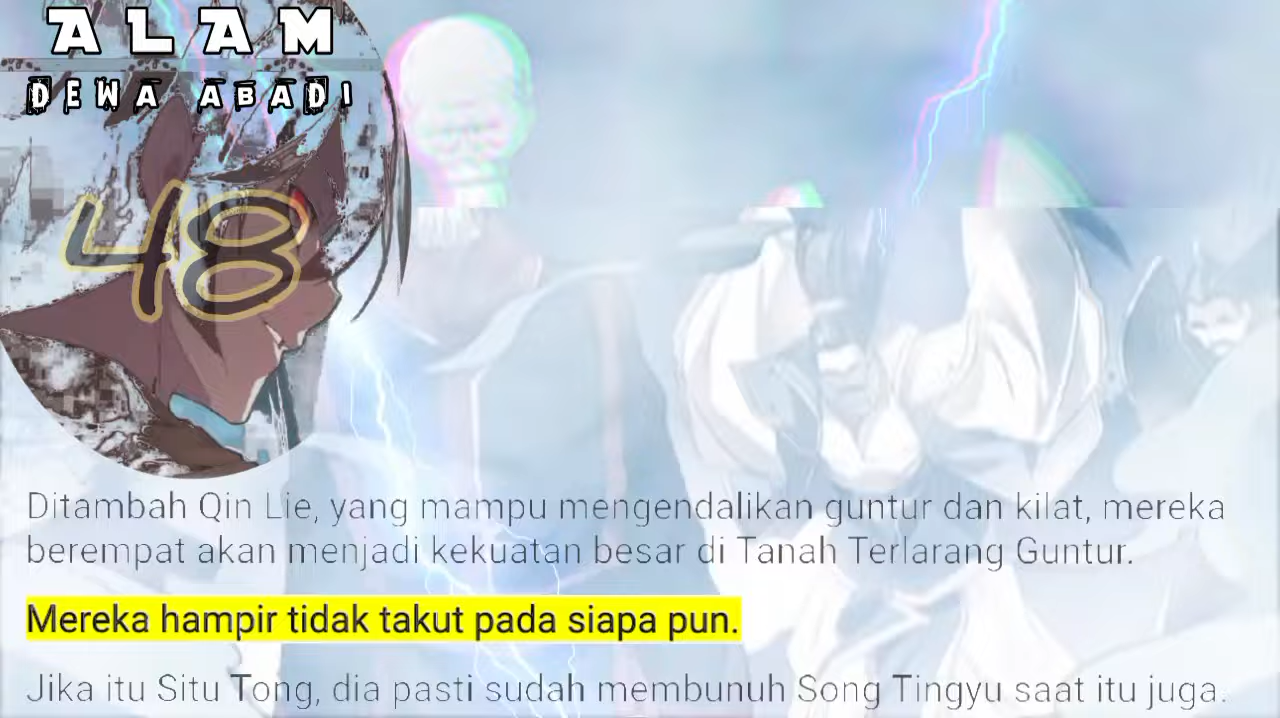 ALAM
DEWA ABADI
48
Ditambah Qin Lie, yang mampu mengendalikan guntur dan kilat, mereka
berempat akan menjadi kekuatan besar di Tanah Terlarang Guntur.
Mereka hampir tidak takut pada siapa pun.
Jika itu Situ Tong, dia pasti sudah membunuh Song Tingyu saat itu juga.